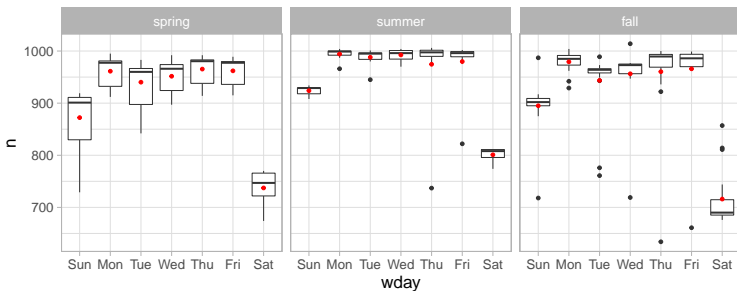 spring summer fall
1000
900
800
700
n
Sun Mon Tue Wed Thu Fri Sat Sun Mon Tue Wed Thu Fri Sat Sun Mon Tue Wed Thu Fri Sat
wday